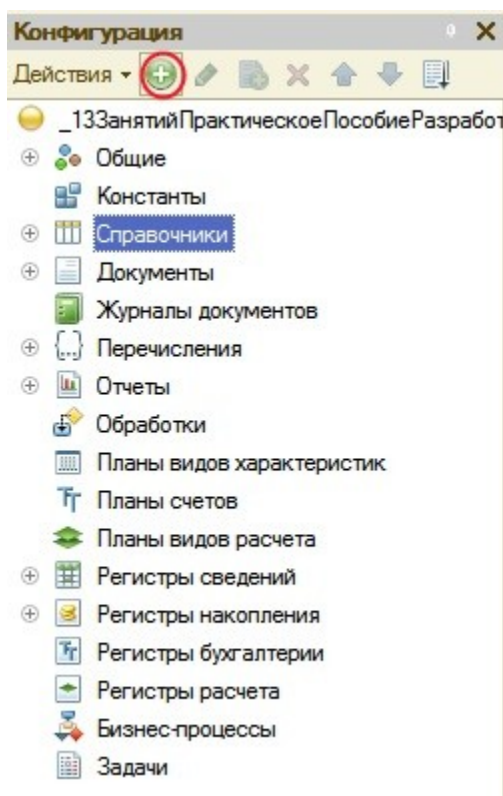 Конфигурация
Действия
_13ЗанятийПрактическоеПособиеРазработ
Общие
Константы
Справочники
Документы
Журналы документов
Перечисления
Отчеты
Обработки
Планы видов характеристик
Планы счетов
Планы видов расчета
Регистры сведений
Регистры накопления
Регистры бухгалтерии
Регистры расчета
Бизнес-процессы
Задачи